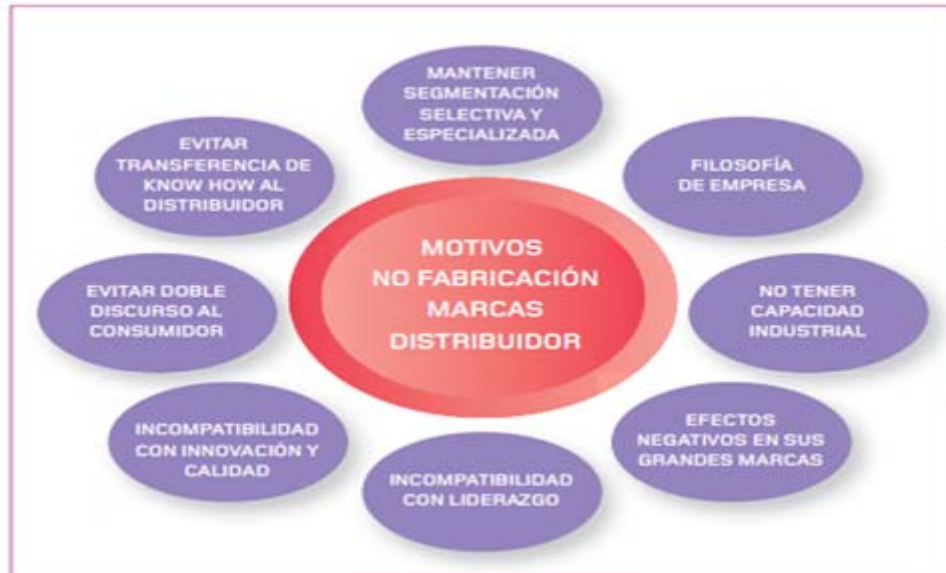 MANTENER
SEGMENTACIÓN
SELECTIVA Y
ESPECIALIZADA
FILOSOFÍA
DE EMPRESA
NO TENER
CAPACIDAD
INDUSTRIAL
EFECTOS
NEGATIVOS EN SUS
GRANDES MARCAS
INCOMPATIBILIDAD
CON LIDERAZGO
INCOMPATIBILIDAD
CON INNOVACIÓN Y
CALIDAD
EVITAR DOBLE
DISCURSO AL
CONSUMIDOR
EVITAR
TRANSFERENCIA DE
KNOW HOW AL
DISTRIBUIDOR
MOTIVOS
NO FABRICACIÓN
MARCAS
DISTRIBUIDOR